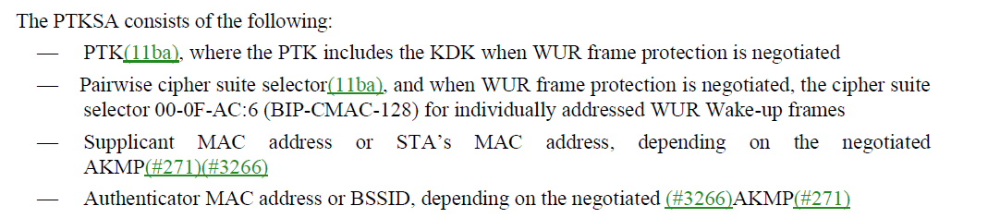 The PTKSA consists of the following:
— PTK(11ba), where the PTK includes the KDK when WUR frame protection is negotiated
— Pairwise cipher suite selector(11ba), and when WUR frame protection is negotiated, the cipher suite
selector 00-0F-AC:6 (BIP-CMAC-128) for individually addressed WUR Wake-up frames
— Supplicant MAC address or STA’s MAC address, depending on the negotiated
AKMP(#271)(#3266)
— Authenticator MAC address or BSSID, depending on the negotiated (#3266)AKMP(#271)